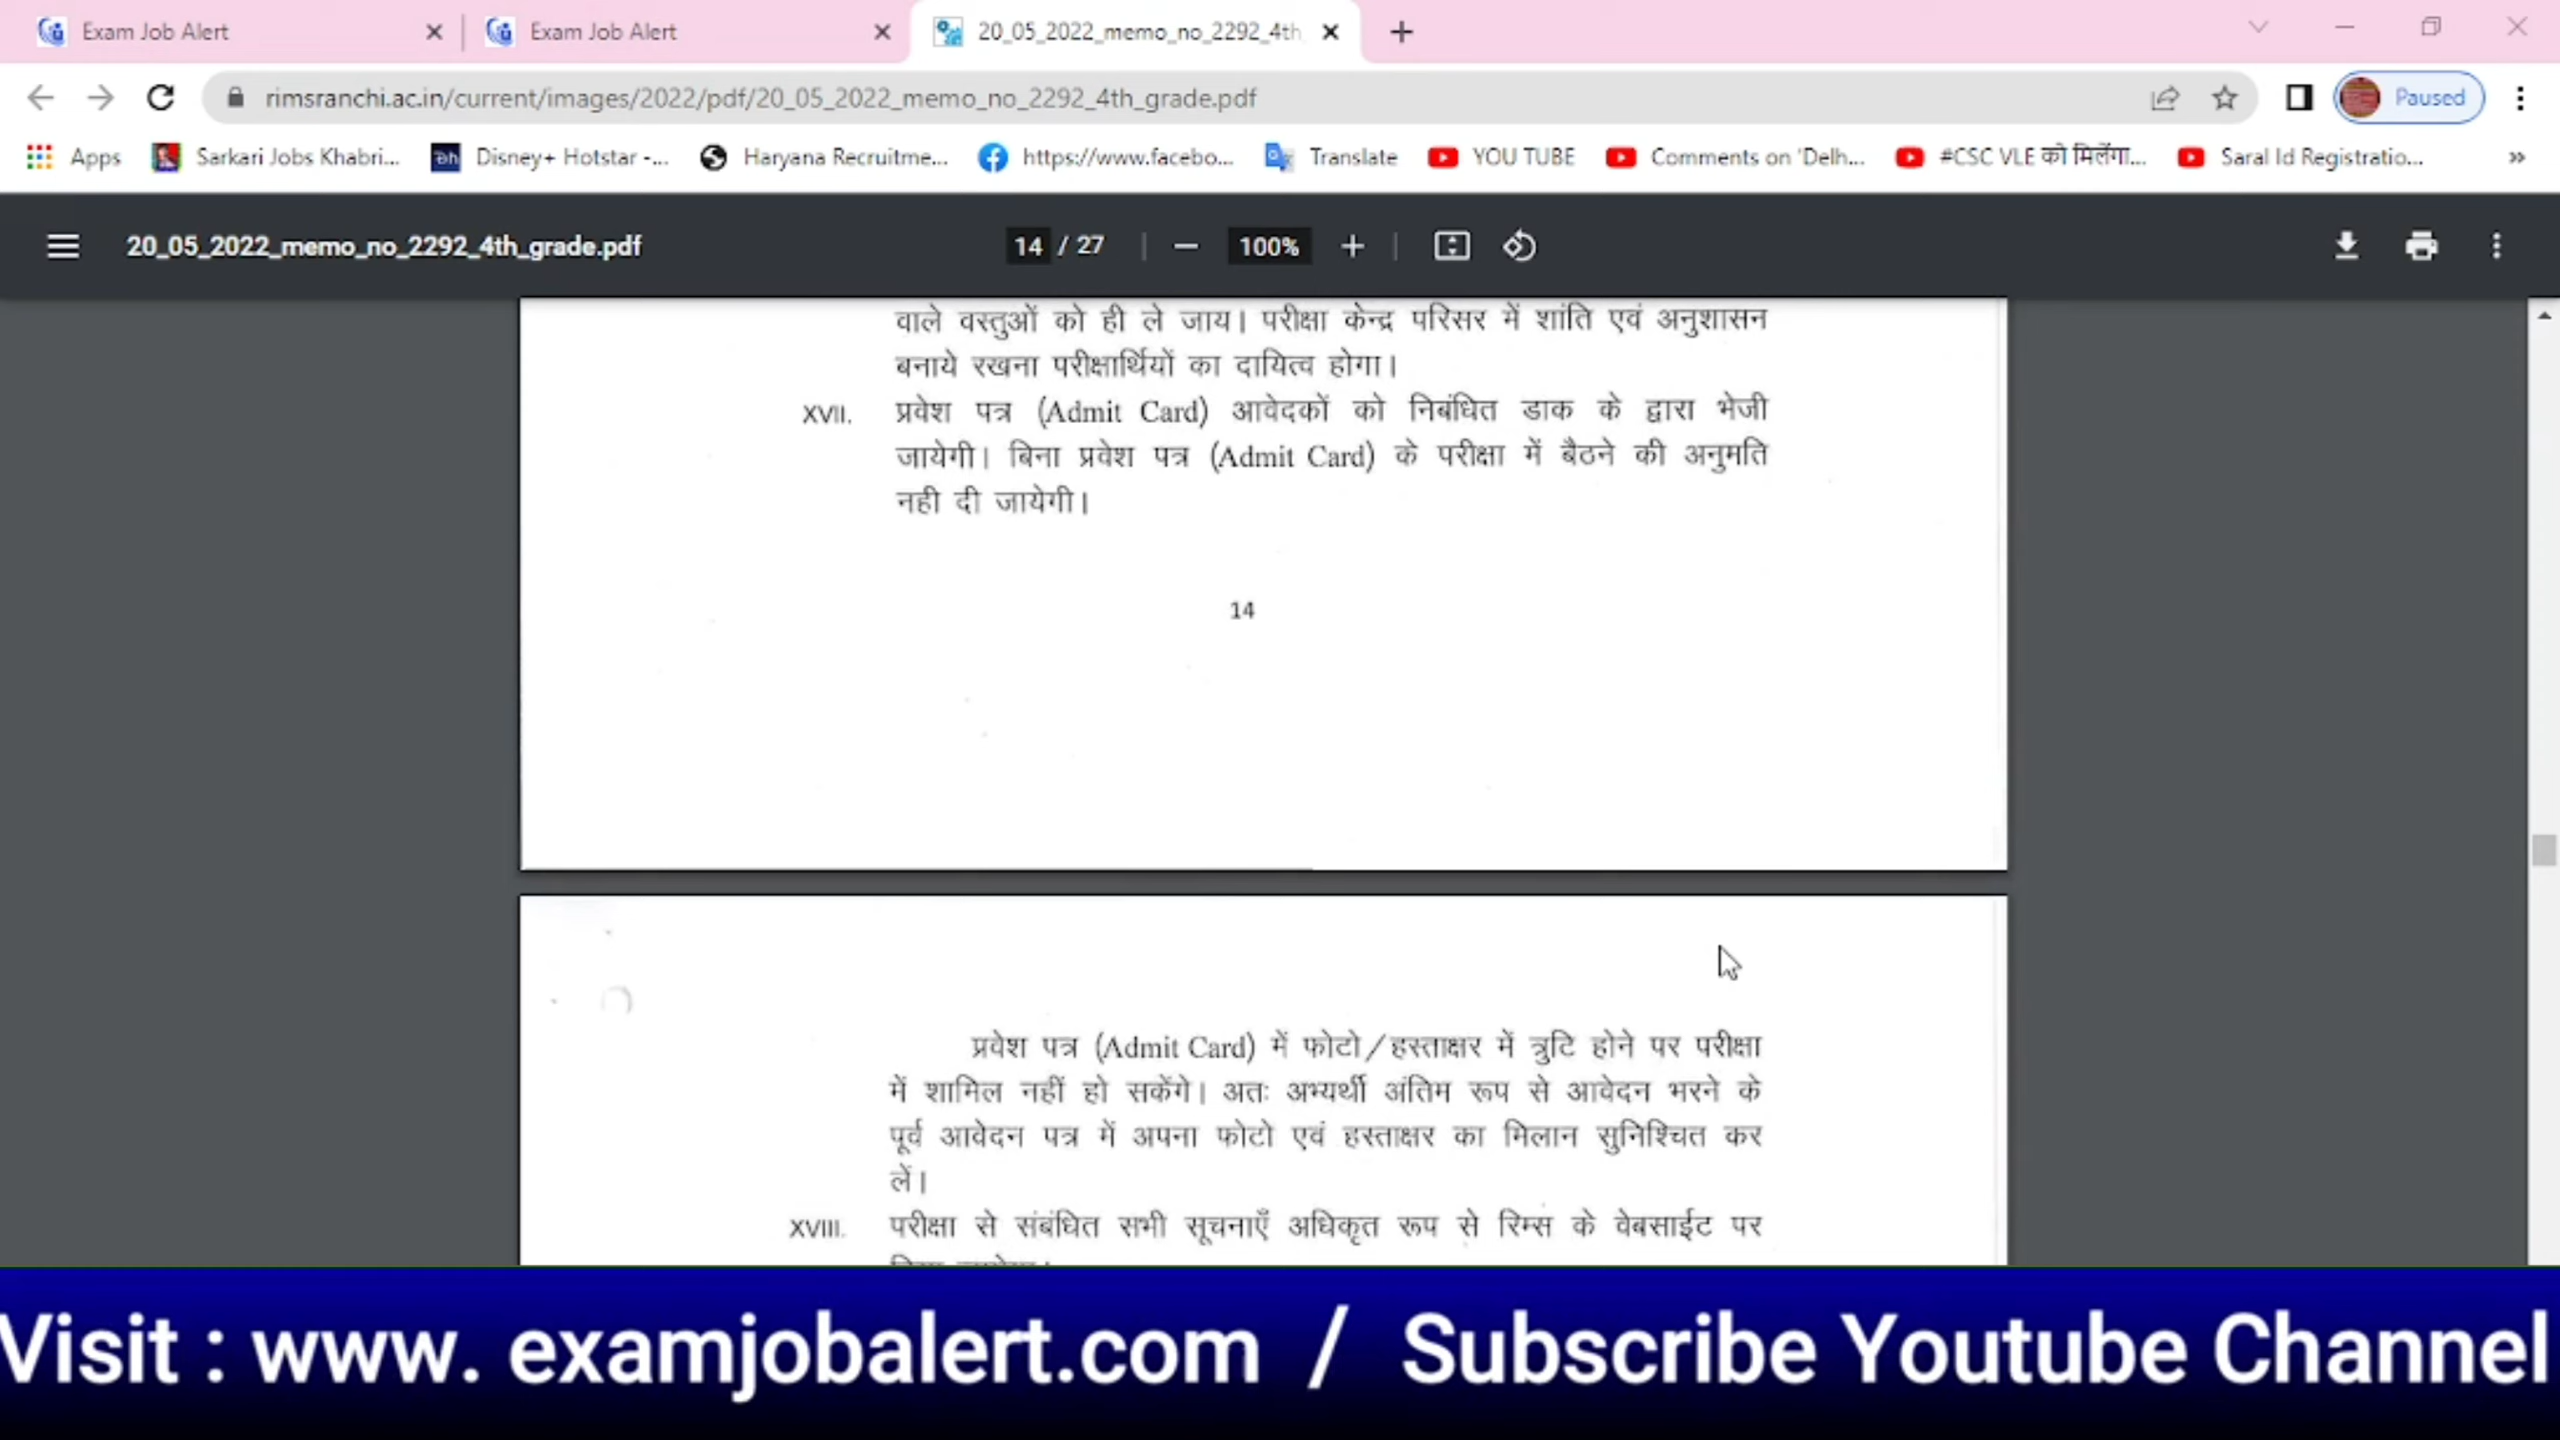 Exam Job Alert
Exam Job Alert
20_05_2022_memo_no_2292_4th
rimsranchi.ac.in/current/images/2022/pdf/20_05_2022_memo_no_2292_4th_grade.pdf
Paused
Apps
Sarkari Jobs Khabri...
Disney+ Hotstar -...
Haryana Recruitme...
https://www.facebo...
Translate
YOU TUBE
Comments on 'Delh...
#CSC VLE को मिलेंगा...
Saral Id Registratio...
20_05_2022_memo_no_2292_4th_grade.pdf
14 / 27
100%
वाले वस्तुओं को ही ले जाय। परीक्षा केन्द्र परिसर में शांति एवं अनुशासन
बनाये रखना परीक्षार्थियों का दायित्व होगा।
XVII. प्रवेश पत्र (Admit Card) आवेदकों को निबंधित डाक के द्वारा भेजी
जायेगी। बिना प्रवेश पत्र (Admit Card) के परीक्षा में बैठने की अनुमति
नही दी जायेगी।
14
प्रवेश पत्र (Admit Card) में फोटो/हस्ताक्षर में त्रुटि होने पर परीक्षा
में शामिल नहीं हो सकेंगे। अतः अभ्यर्थी अंतिम रूप से आवेदन भरने के
पूर्व आवेदन पत्र में अपना फोटो एवं हस्ताक्षर का मिलान सुनिश्चित कर
लें।
XVIII. परीक्षा से संबंधित सभी सूचनाएँ अधिकृत रूप से रिम्स के वेबसाईट पर
Visit : www. examjobalert.com / Subscribe Youtube Channel